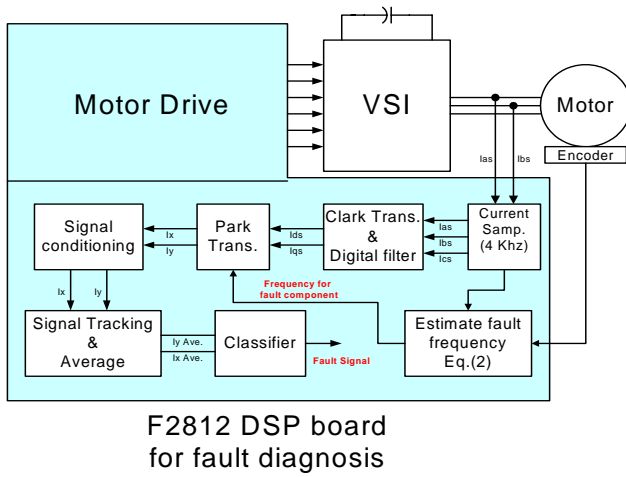 Motor Drive
VSI
Motor
Encoder
Ias
Ibs
Signal
conditioning
Ix
Iy
Park
Trans.
Ids
Iqs
Clark Trans.
&
Digital filter
Ias
Ibs
Ics
Current
Samp.
(4 Khz)
Ix
Iy
Frequency for
fault component
Signal Tracking
&
Average
Iy Ave.
Ix Ave.
Classifier
Fault Signal
Estimate fault
frequency
Eq.(2)
F2812 DSP board
for fault diagnosis